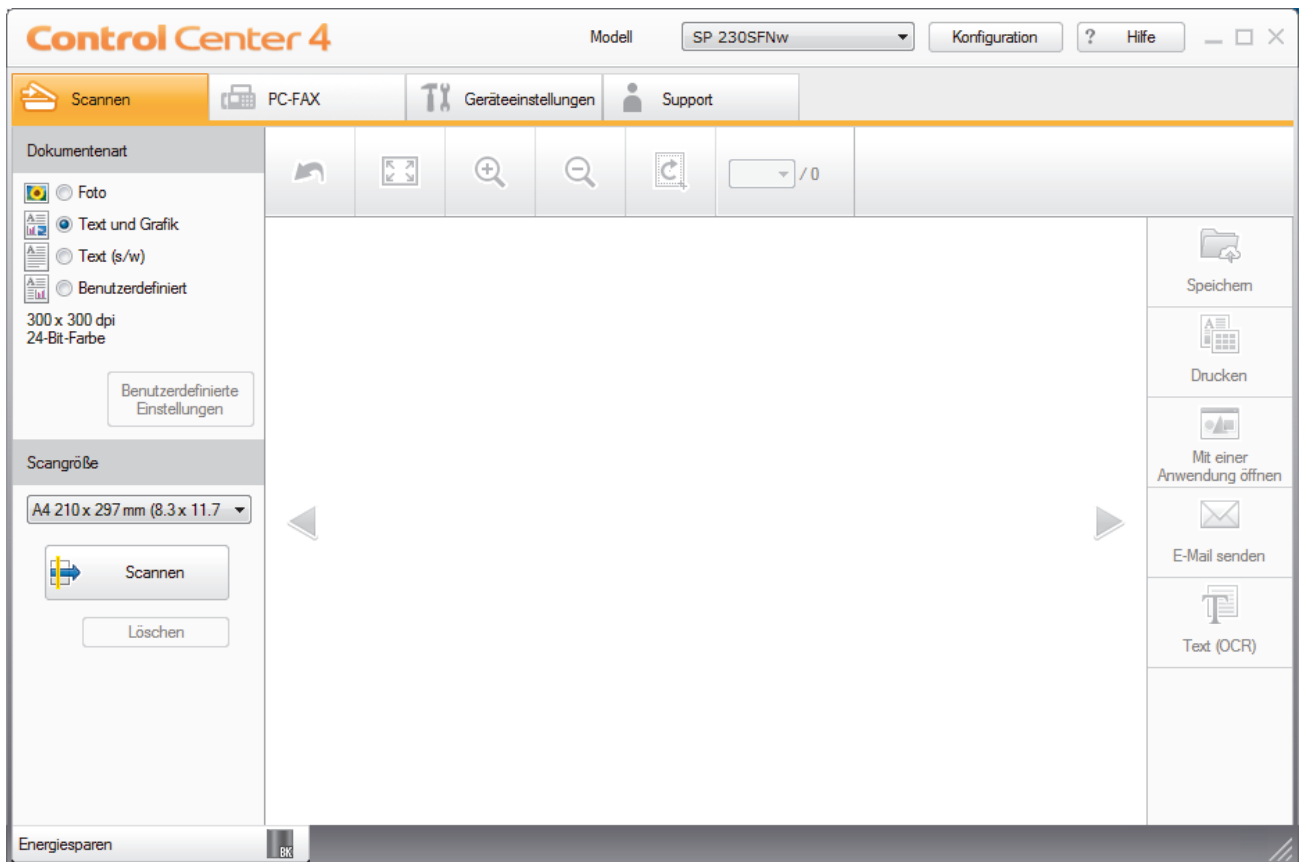 Control Center 4
Modell
SP 230SFNw
Konfiguration
? Hilfe
Scannen
PC-FAX
Geräteeinstellungen
Support
Dokumentenart
Foto
Text und Grafik
Text (s/w)
Benutzerdefiniert
300 x 300 dpi
24-Bit-Farbe
Benutzerdefinierte
Einstellungen
/ 0
Scangröße
A4 210 x 297 mm (8.3 x 11.7
Scannen
Löschen
Speichern
Drucken
Mit einer
Anwendung öffnen
E-Mail senden
Text (OCR)
Energiesparen
BK